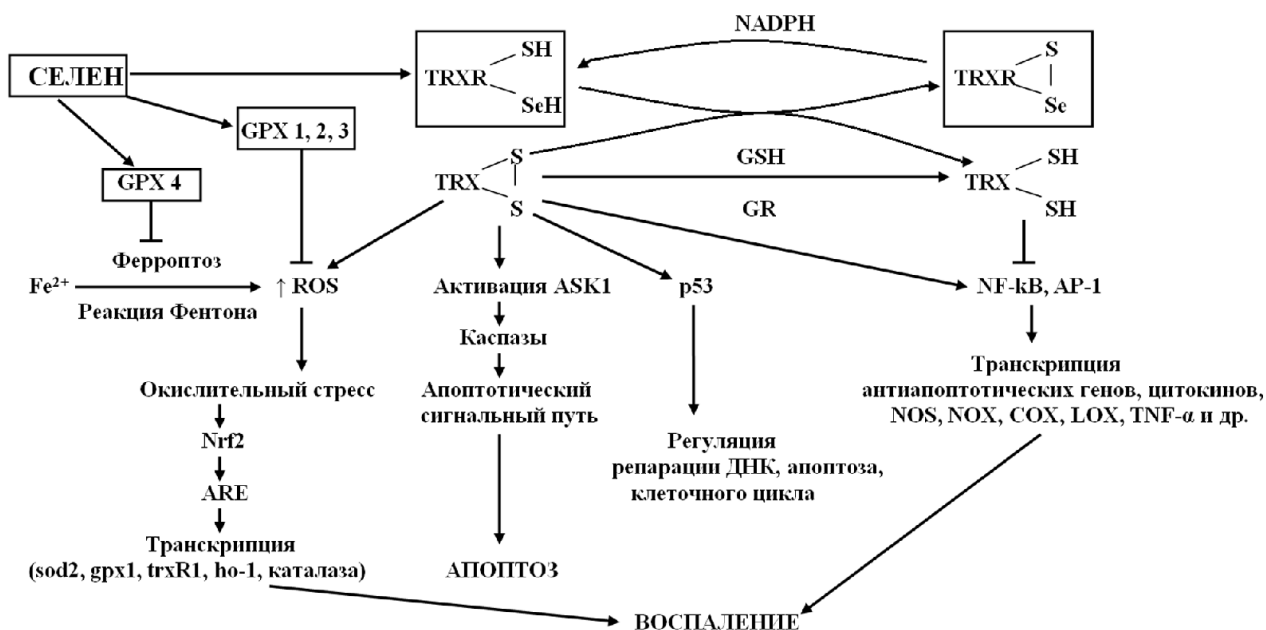 NADPH
СЕЛЕН
TRXR
SH
SeH
TRXR
S
Se
GPX 1, 2, 3
GPX 4
TRX
S
S
GSH
GR
TRX
SH
SH
Ферроптоз
Fe²⁺
Реакция Фентона
↑ ROS
Активация ASK1
p53
NF-kB, AP-1
Каспазы
Окислительный стресс
Апоптотический
сигнальный путь
Транскрипция
антиапоптотических генов, цитокинов,
NOS, NOX, COX, LOX, TNF-α и др.
Nrf2
ARE
Регуляция
репарации ДНК, апоптоза,
клеточного цикла
Транскрипция
(sod2, gpx1, trxR1, ho-1, каталаза)
АПОПТОЗ
ВОСПАЛЕНИЕ